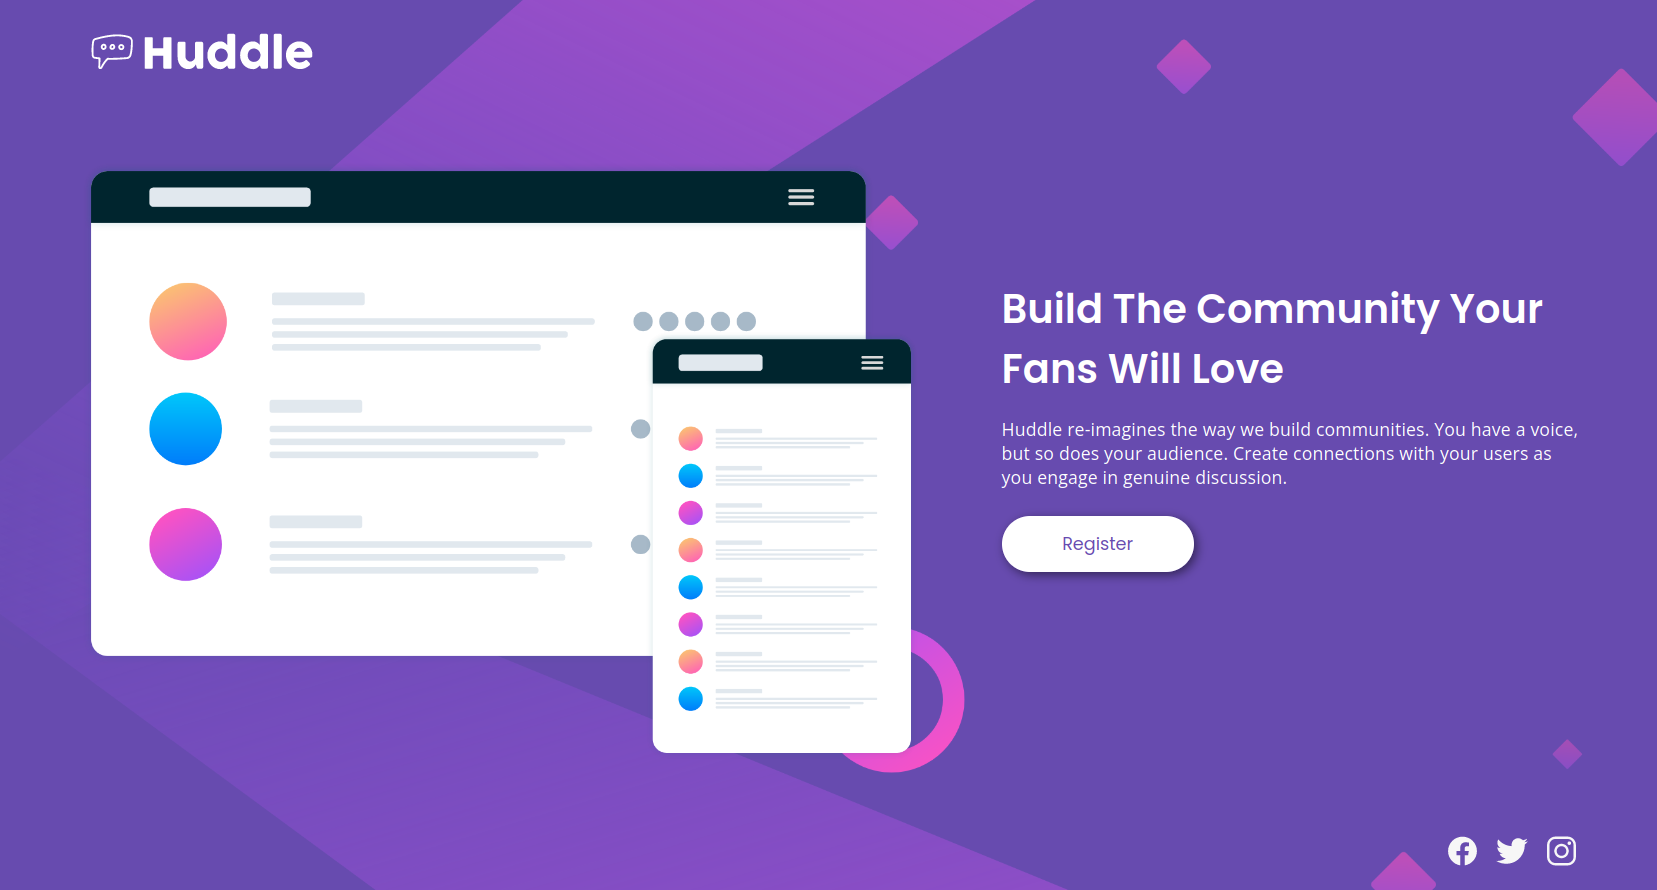 Huddle
Build The Community Your
Fans Will Love
Huddle re-imagines the way we build communities. You have a voice,
but so does your audience. Create connections with your users as
you engage in genuine discussion.
Register